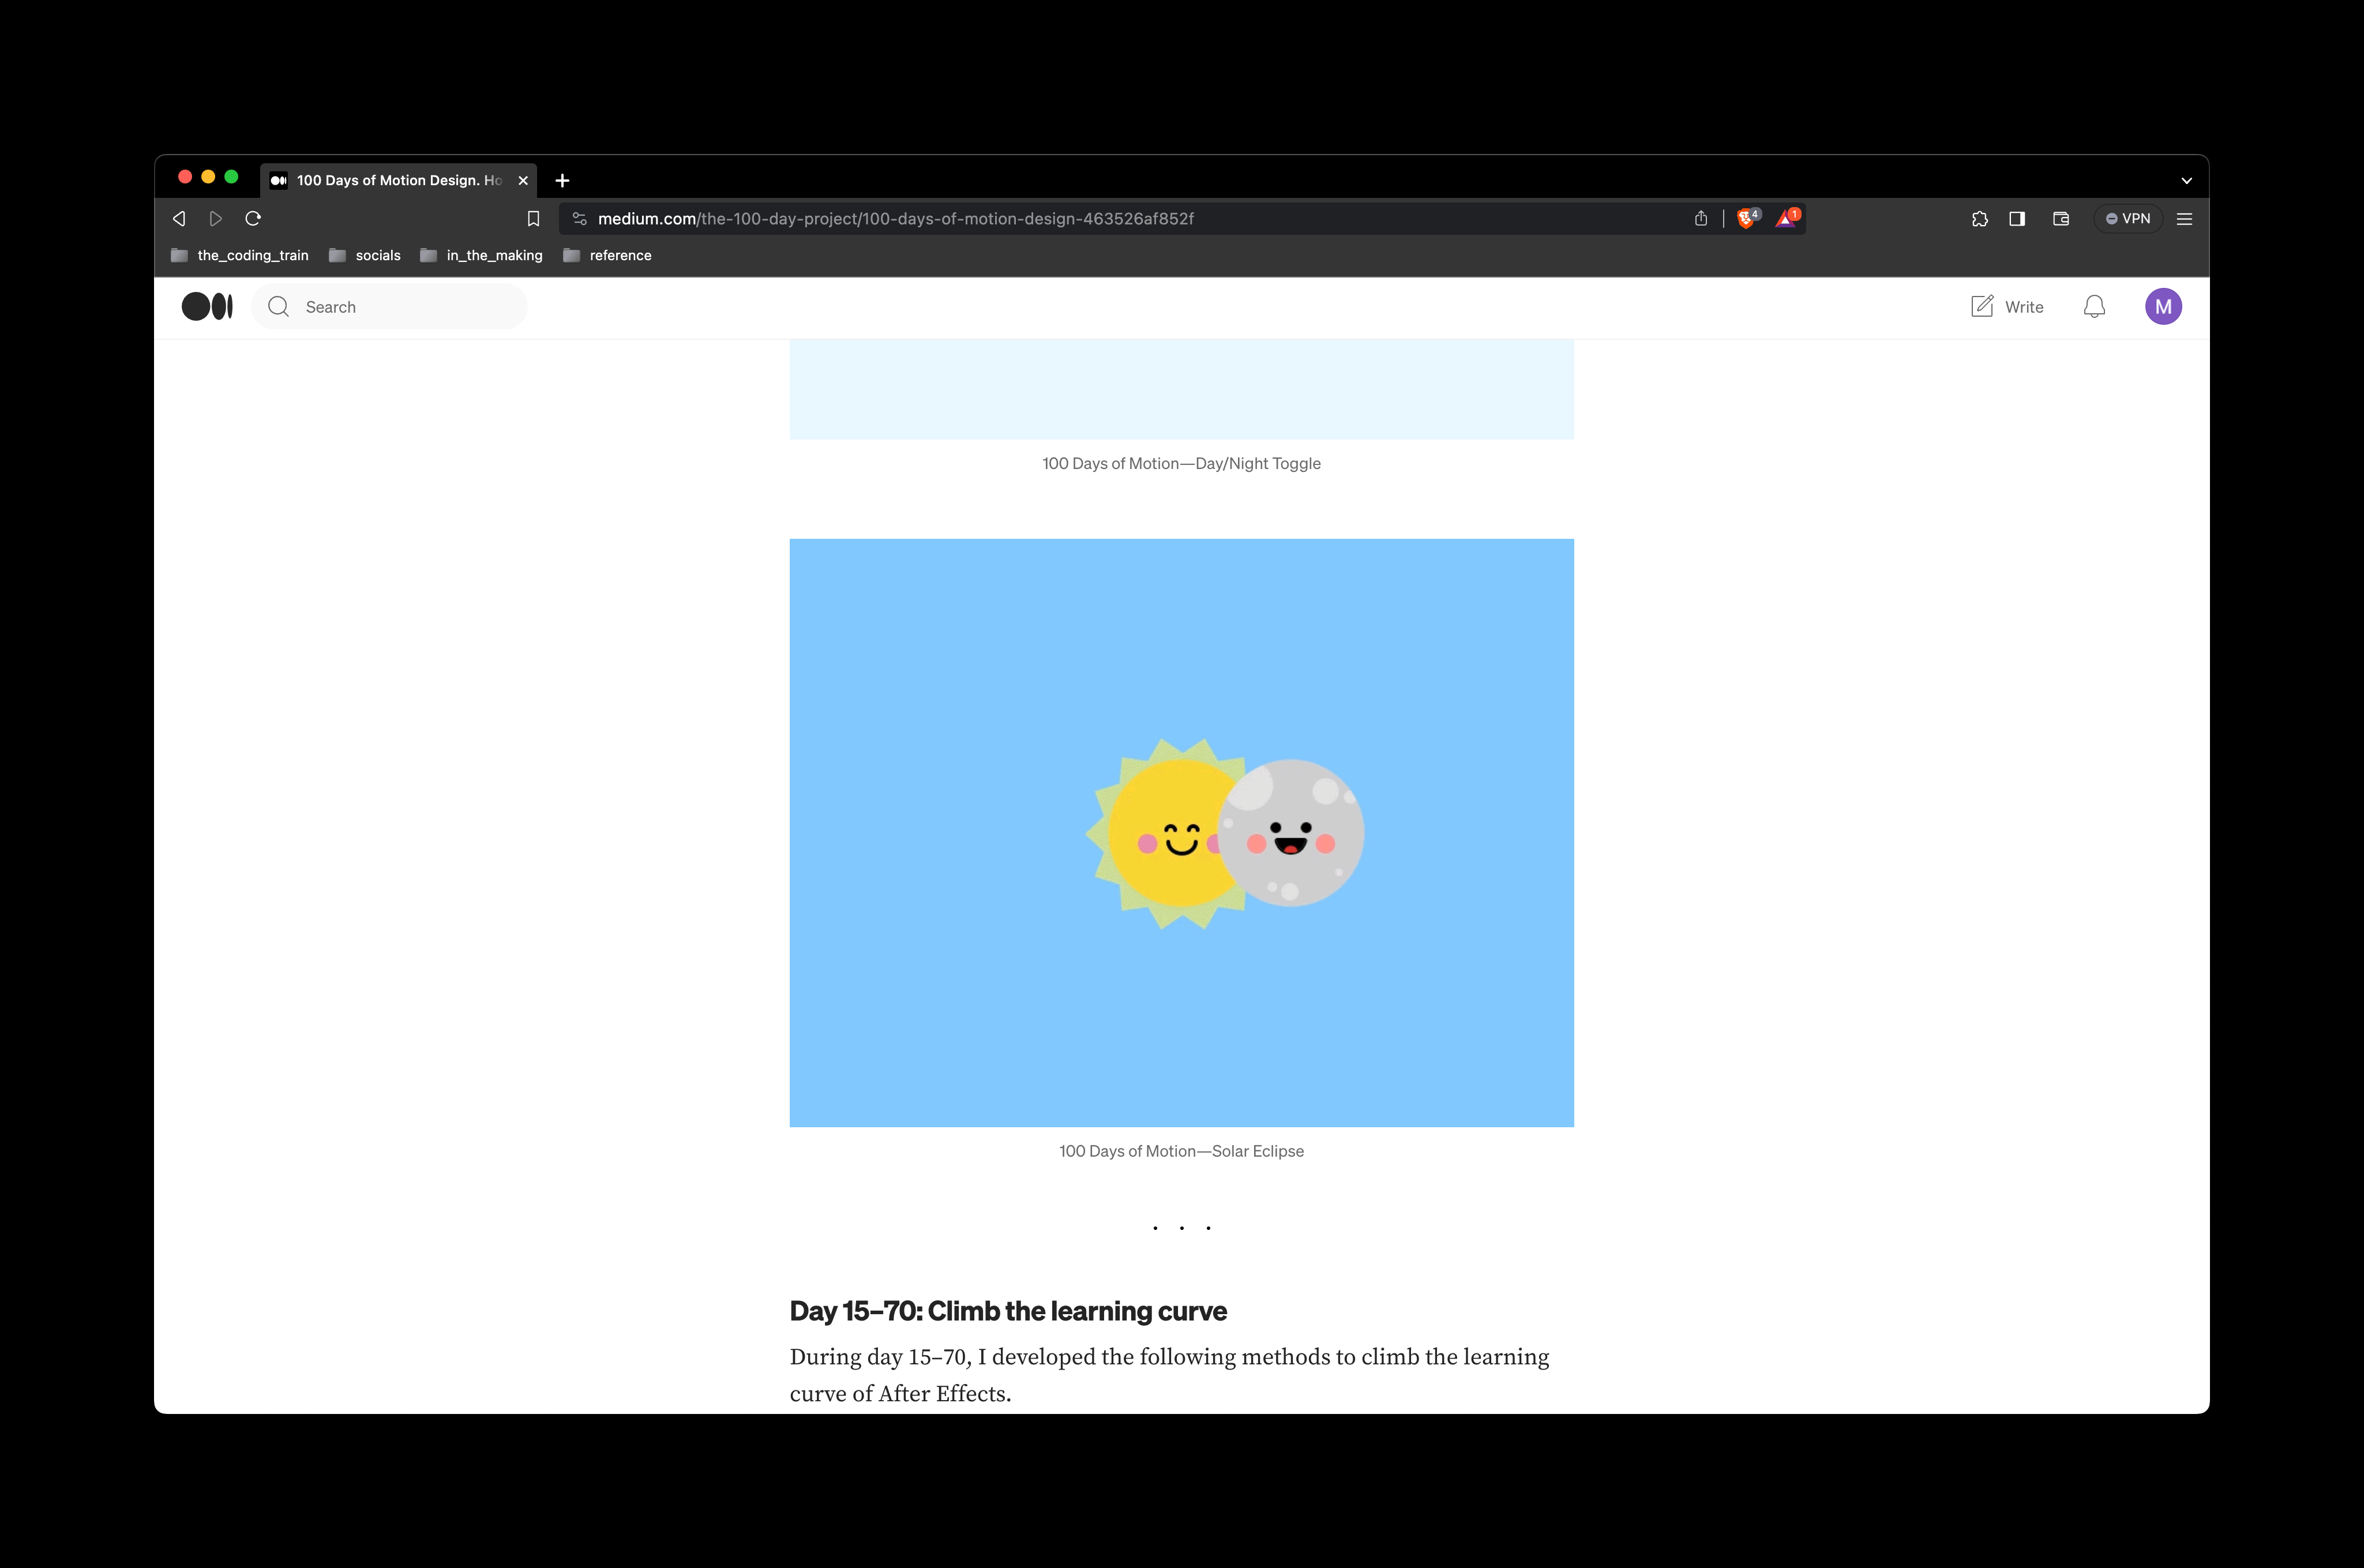 100 Days of Motion Design. Ho
medium.com/the-100-day-project/100-days-of-motion-design-463526af852f
4
1
VPN
the_coding_train
socials
in_the_making
reference
Search
Write
M
100 Days of Motion—Day/Night Toggle
100 Days of Motion—Solar Eclipse
. . .
Day 15–70: Climb the learning curve
During day 15–70, I developed the following methods to climb the learning
curve of After Effects.